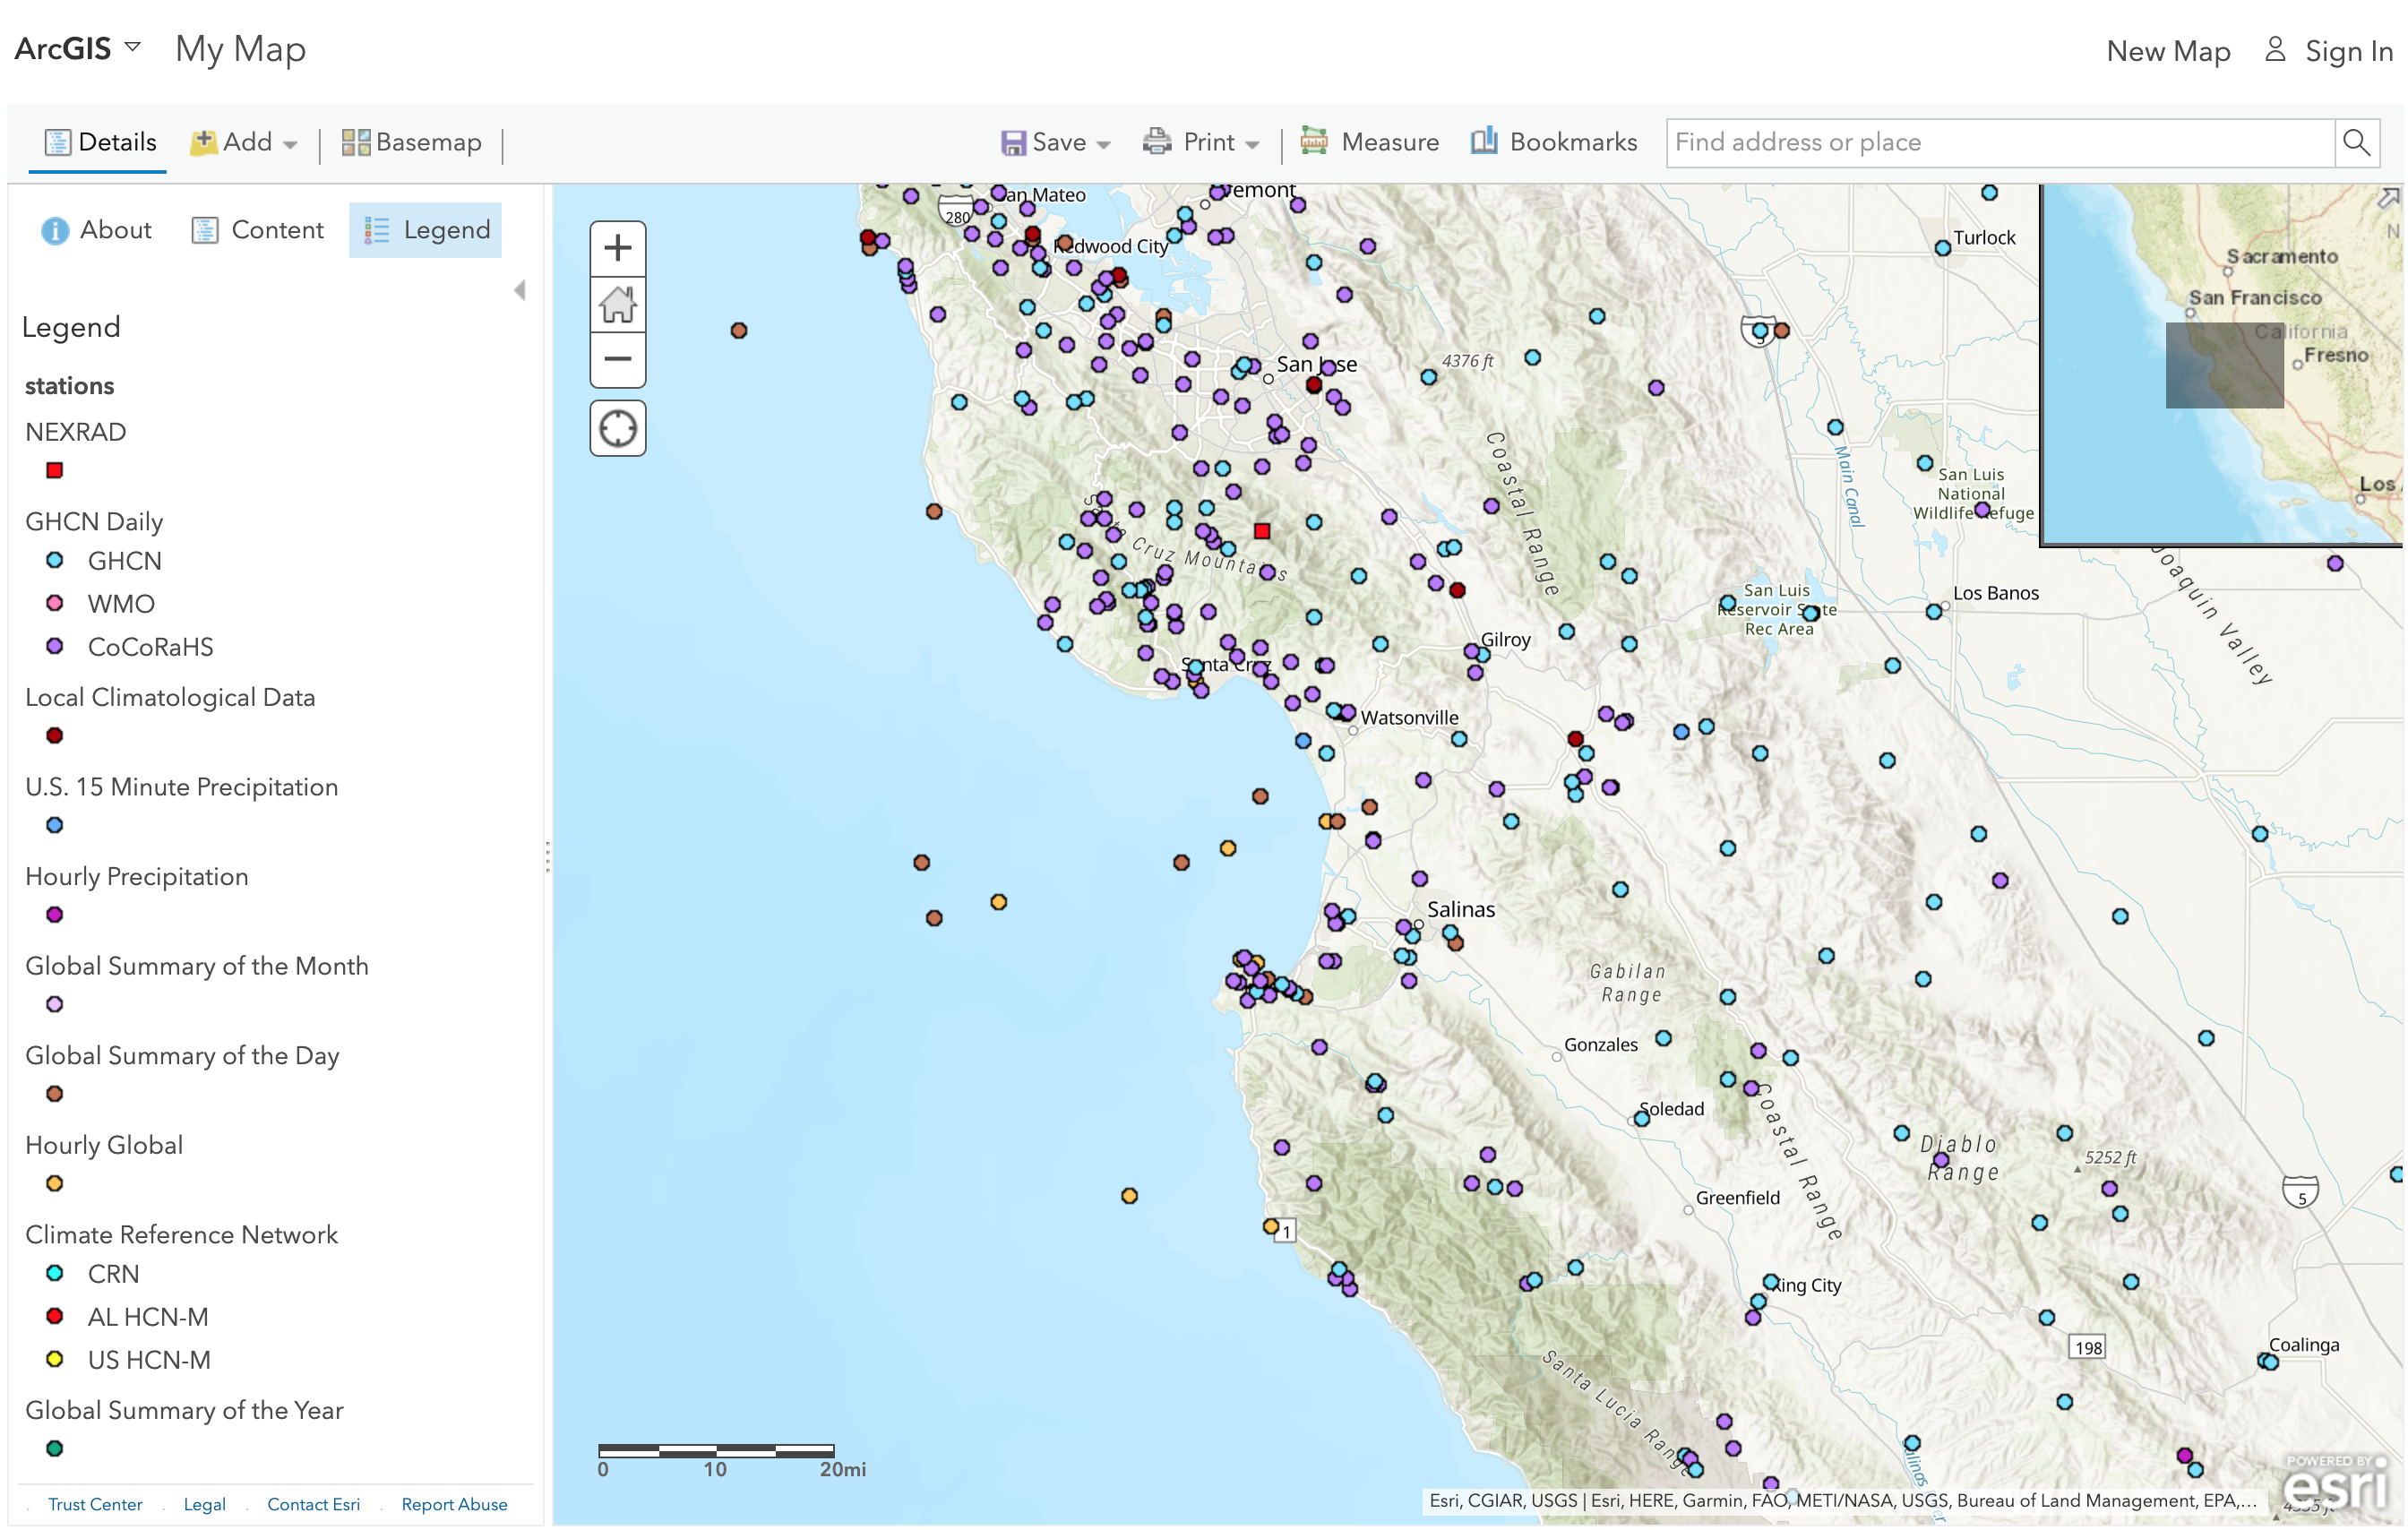 ArcGIS My Map New Map Sign In
Details Add Basemap Save Print Measure Bookmarks Find address or place
About Content Legend
Legend
stations
NEXRAD
GHCN Daily
GHCN
WMO
CoCoRaHS
Local Climatological Data
U.S. 15 Minute Precipitation
Hourly Precipitation
Global Summary of the Month
Global Summary of the Day
Hourly Global
Climate Reference Network
CRN
AL HCN-M
US HCN-M
Global Summary of the Year
Trust Center Legal Contact Esri Report Abuse
San Mateo
280
Fremont
Redwood City
San Jose
4376 ft
Turlock
5
Coastal Range
Main Canal
San Luis
National
Wildlife Refuge
Santa Cruz Mountains
San Luis
Reservoir State
Rec Area
Los Banos
Joaquin Valley
Gilroy
Santa Cruz
Watsonville
Salinas
Gabilan
Range
Gonzales
Soledad
Coastal Range
Diablo
Range
5252 ft
Greenfield
5
1
King City
198
Coalinga
Santa Lucia Range
Salinas River
0 10 20mi
Esri, CGIAR, USGS | Esri, HERE, Garmin, FAO, METI/NASA, USGS, Bureau of Land Management, EPA,...
POWERED BY
esri
Sacramento
San Francisco
California
Fresno
Los
N